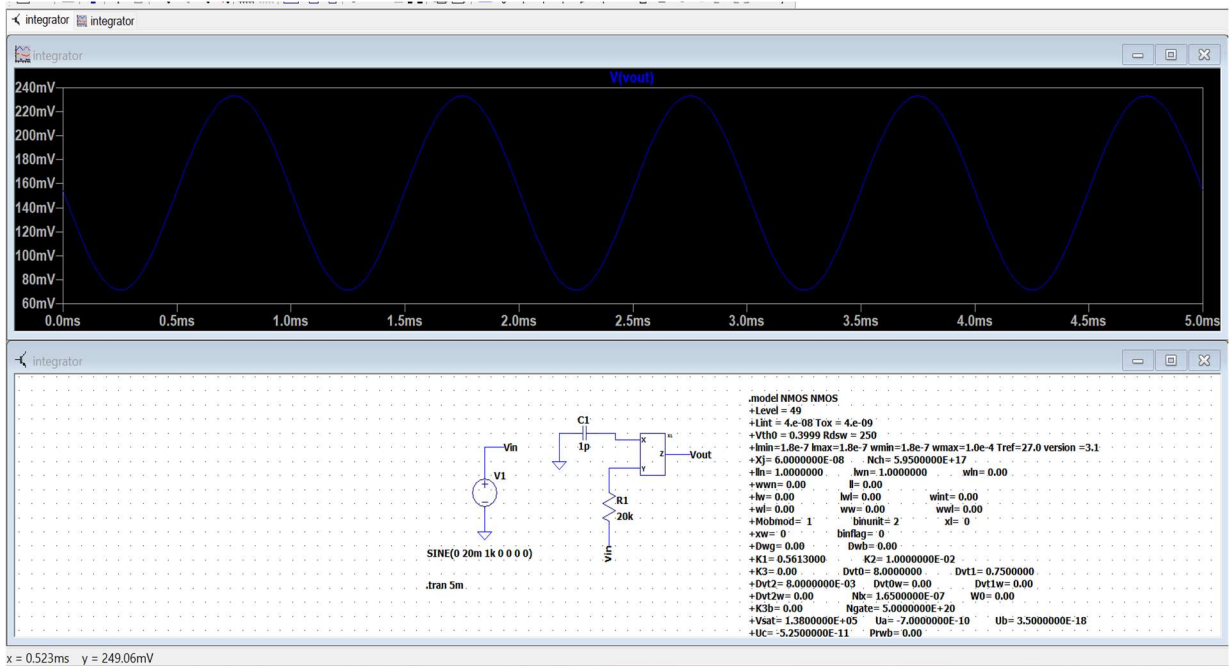 integrator integrator
integrator
V(vout)
240mV
220mV
200mV
180mV
160mV
140mV
120mV
100mV
80mV
60mV
0.0ms 0.5ms 1.0ms 1.5ms 2.0ms 2.5ms 3.0ms 3.5ms 4.0ms 4.5ms 5.0ms
integrator
C1
1p
X
Y
Z
Vout
Vin
V1
R1
20k
Vin
SINE(0 20m 1k 0 0 0 0)
.tran 5m
.model NMOS NMOS
+Level = 49
+Lint = 4.e-08 Tox = 4.e-09
+Vth0 = 0.3999 Rdsw = 250
+lmin=1.8e-7 lmax=1.8e-7 wmin=1.8e-7 wmax=1.0e-4 Tref=27.0 version =3.1
+Xj= 6.0000000E-08 Nch= 5.9500000E+17
+lln= 1.0000000 lwn= 1.0000000 wln= 0.00
+wwn= 0.00 ll= 0.00
+lw= 0.00 lwl= 0.00 wint= 0.00
+wl= 0.00 ww= 0.00 wwl= 0.00
+Mobmod= 1 binunit= 2 xl= 0
+xw= 0 binflag= 0
+Dwg= 0.00 Dwb= 0.00
+K1= 0.5613000 K2= 1.0000000E-02
+K3= 0.00 Dvt0= 8.0000000 Dvt1= 0.7500000
+Dvt2= 8.0000000E-03 Dvt0w= 0.00 Dvt1w= 0.00
+Dvt2w= 0.00 Nlx= 1.6500000E-07 W0= 0.00
+K3b= 0.00 Ngate= 5.0000000E+20
+Vsat= 1.3800000E+05 Ua= -7.0000000E-10 Ub= 3.5000000E-18
+Uc= -5.2500000E-11 Prwb= 0.00
x = 0.523ms y = 249.06mV